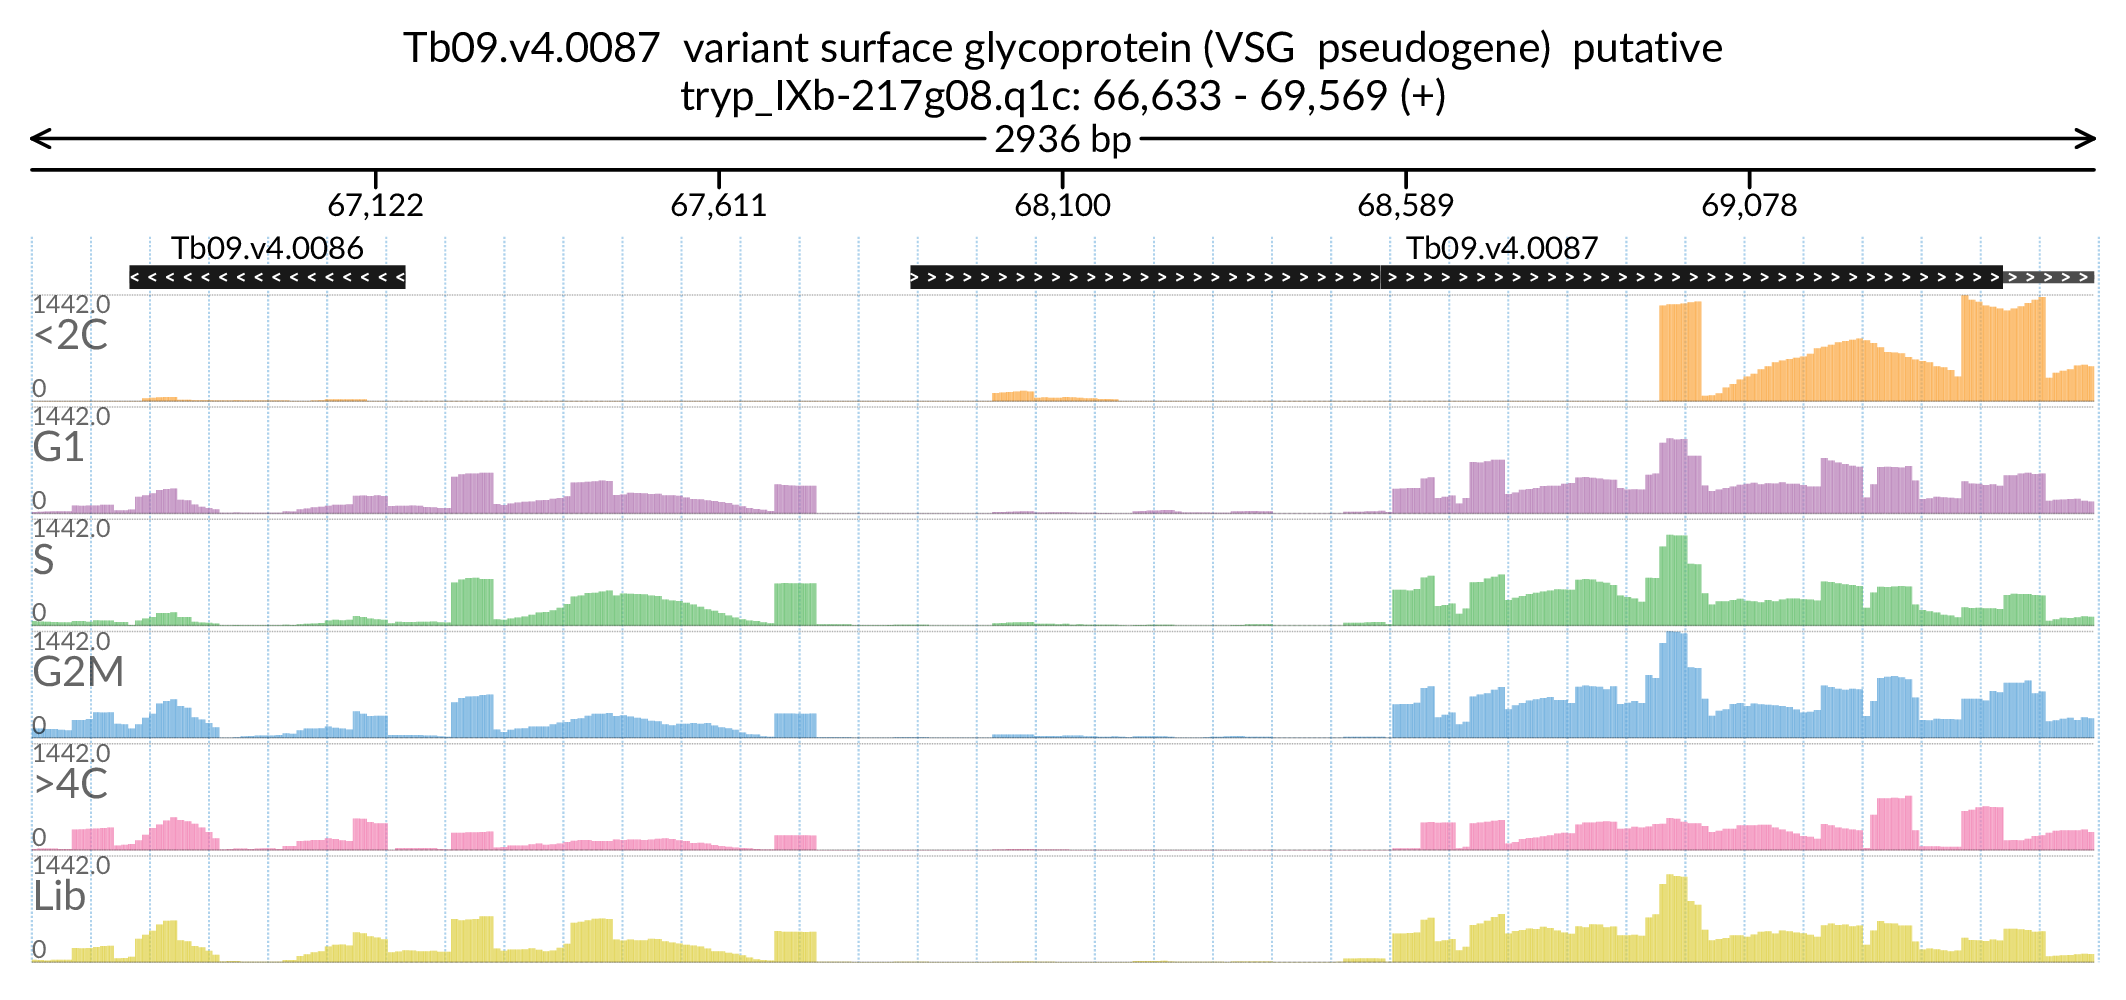 Tb09.v4.0087 variant surface glycoprotein (VSG pseudogene) putative
tryp_IXb-217g08.q1c: 66,633 - 69,569 (+)
2936 bp
67,122 67,611 68,100 68,589 69,078
Tb09.v4.0086 Tb09.v4.0087
1442.0
<2C
0
1442.0
G1
0
1442.0
S
0
1442.0
G2M
0
1442.0
>4C
0
1442.0
Lib
0